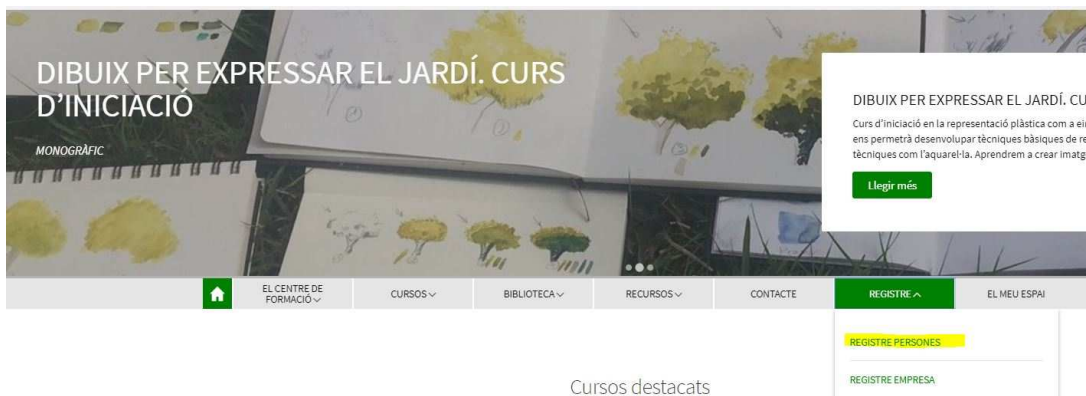 DIBUIX PER EXPRESSAR EL JARDÍ. CURS
D'INICIACIÓ
MONOGRÀFIC
DIBUIX PER EXPRESSAR EL JARDÍ. CU
Curs d'iniciació en la representació plàstica com a ei
ens permetrà desenvolupar tècniques bàsiques de re
tècniques com l'aquarel·la. Aprendrem a crear imatg
Llegir més
EL CENTRE DE
FORMACIÓ
CURSOS
BIBLIOTECA
RECURSOS
CONTACTE
REGISTRE
EL MEU ESPAI
REGISTRE PERSONES
REGISTRE EMPRESA
Cursos destacats